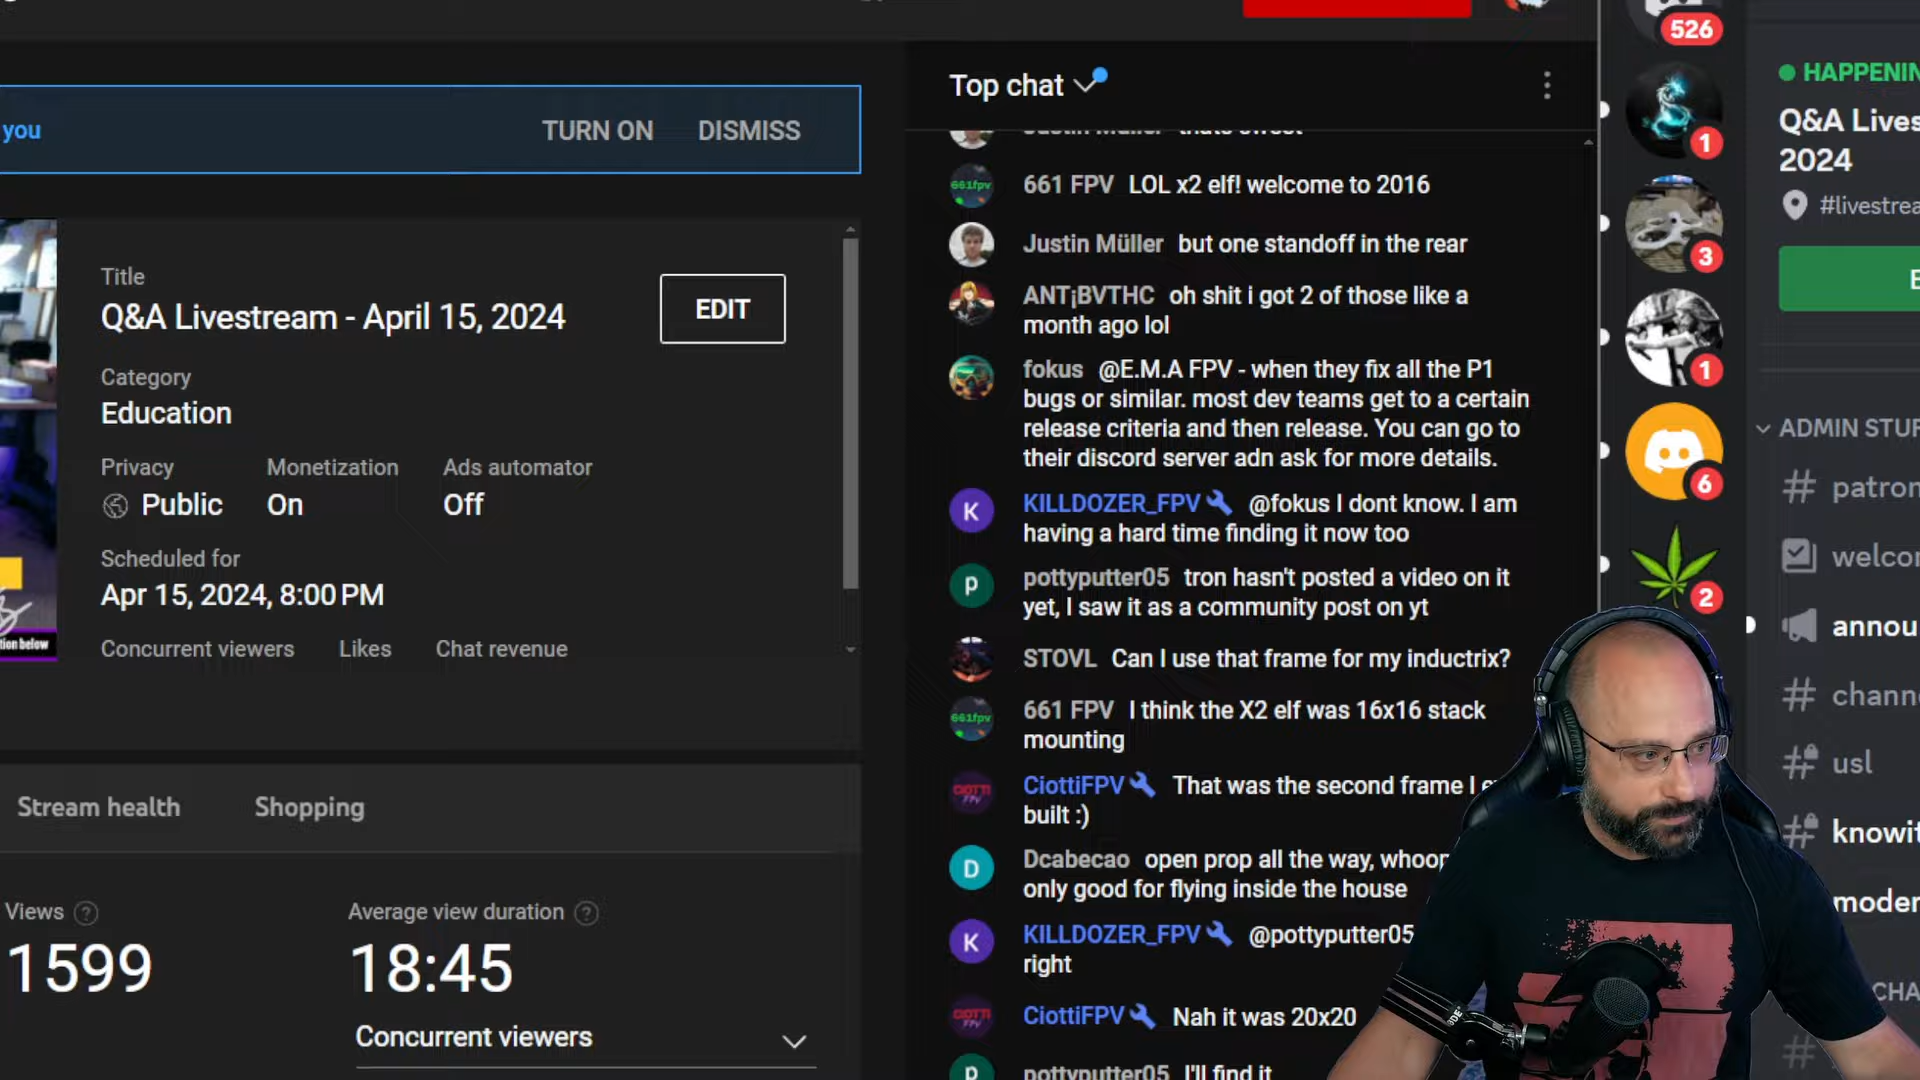 you
TURN ON
DISMISS
Title
Q&A Livestream - April 15, 2024
EDIT
Category
Education
Privacy
Monetization
Ads automator
Public
On
Off
Scheduled for
Apr 15, 2024, 8:00 PM
Concurrent viewers
Likes
Chat revenue
tion below
Stream health
Shopping
Views
1599
Average view duration
18:45
Concurrent viewers
Top chat
661 FPV LOL x2 elf! welcome to 2016
Justin Müller but one standoff in the rear
ANT¡BVTHC oh shit i got 2 of those like a
month ago lol
fokus @E.M.A FPV - when they fix all the P1
bugs or similar. most dev teams get to a certain
release criteria and then release. You can go to
their discord server adn ask for more details.
K
KILLDOZER_FPV @fokus I dont know. I am
having a hard time finding it now too
p
pottyputter05 tron hasn't posted a video on it
yet, I saw it as a community post on yt
STOVL Can I use that frame for my inductrix?
661fpv
661 FPV I think the X2 elf was 16x16 stack
mounting
CIOTTI
FPV
CiottiFPV That was the second frame I e
built :)
D
Dcabecao open prop all the way, whoop
only good for flying inside the house
K
KILLDOZER_FPV @pottyputter05
right
CIOTTI
FPV
CiottiFPV Nah it was 20x20
p
pottyputter05 I'll find it
526
1
3
1
6
2
HAPPENIN
Q&A Lives
2024
#livestrea
E
ADMIN STUF
patron
welcon
annou
chann
usl
knowit
moder
CHA